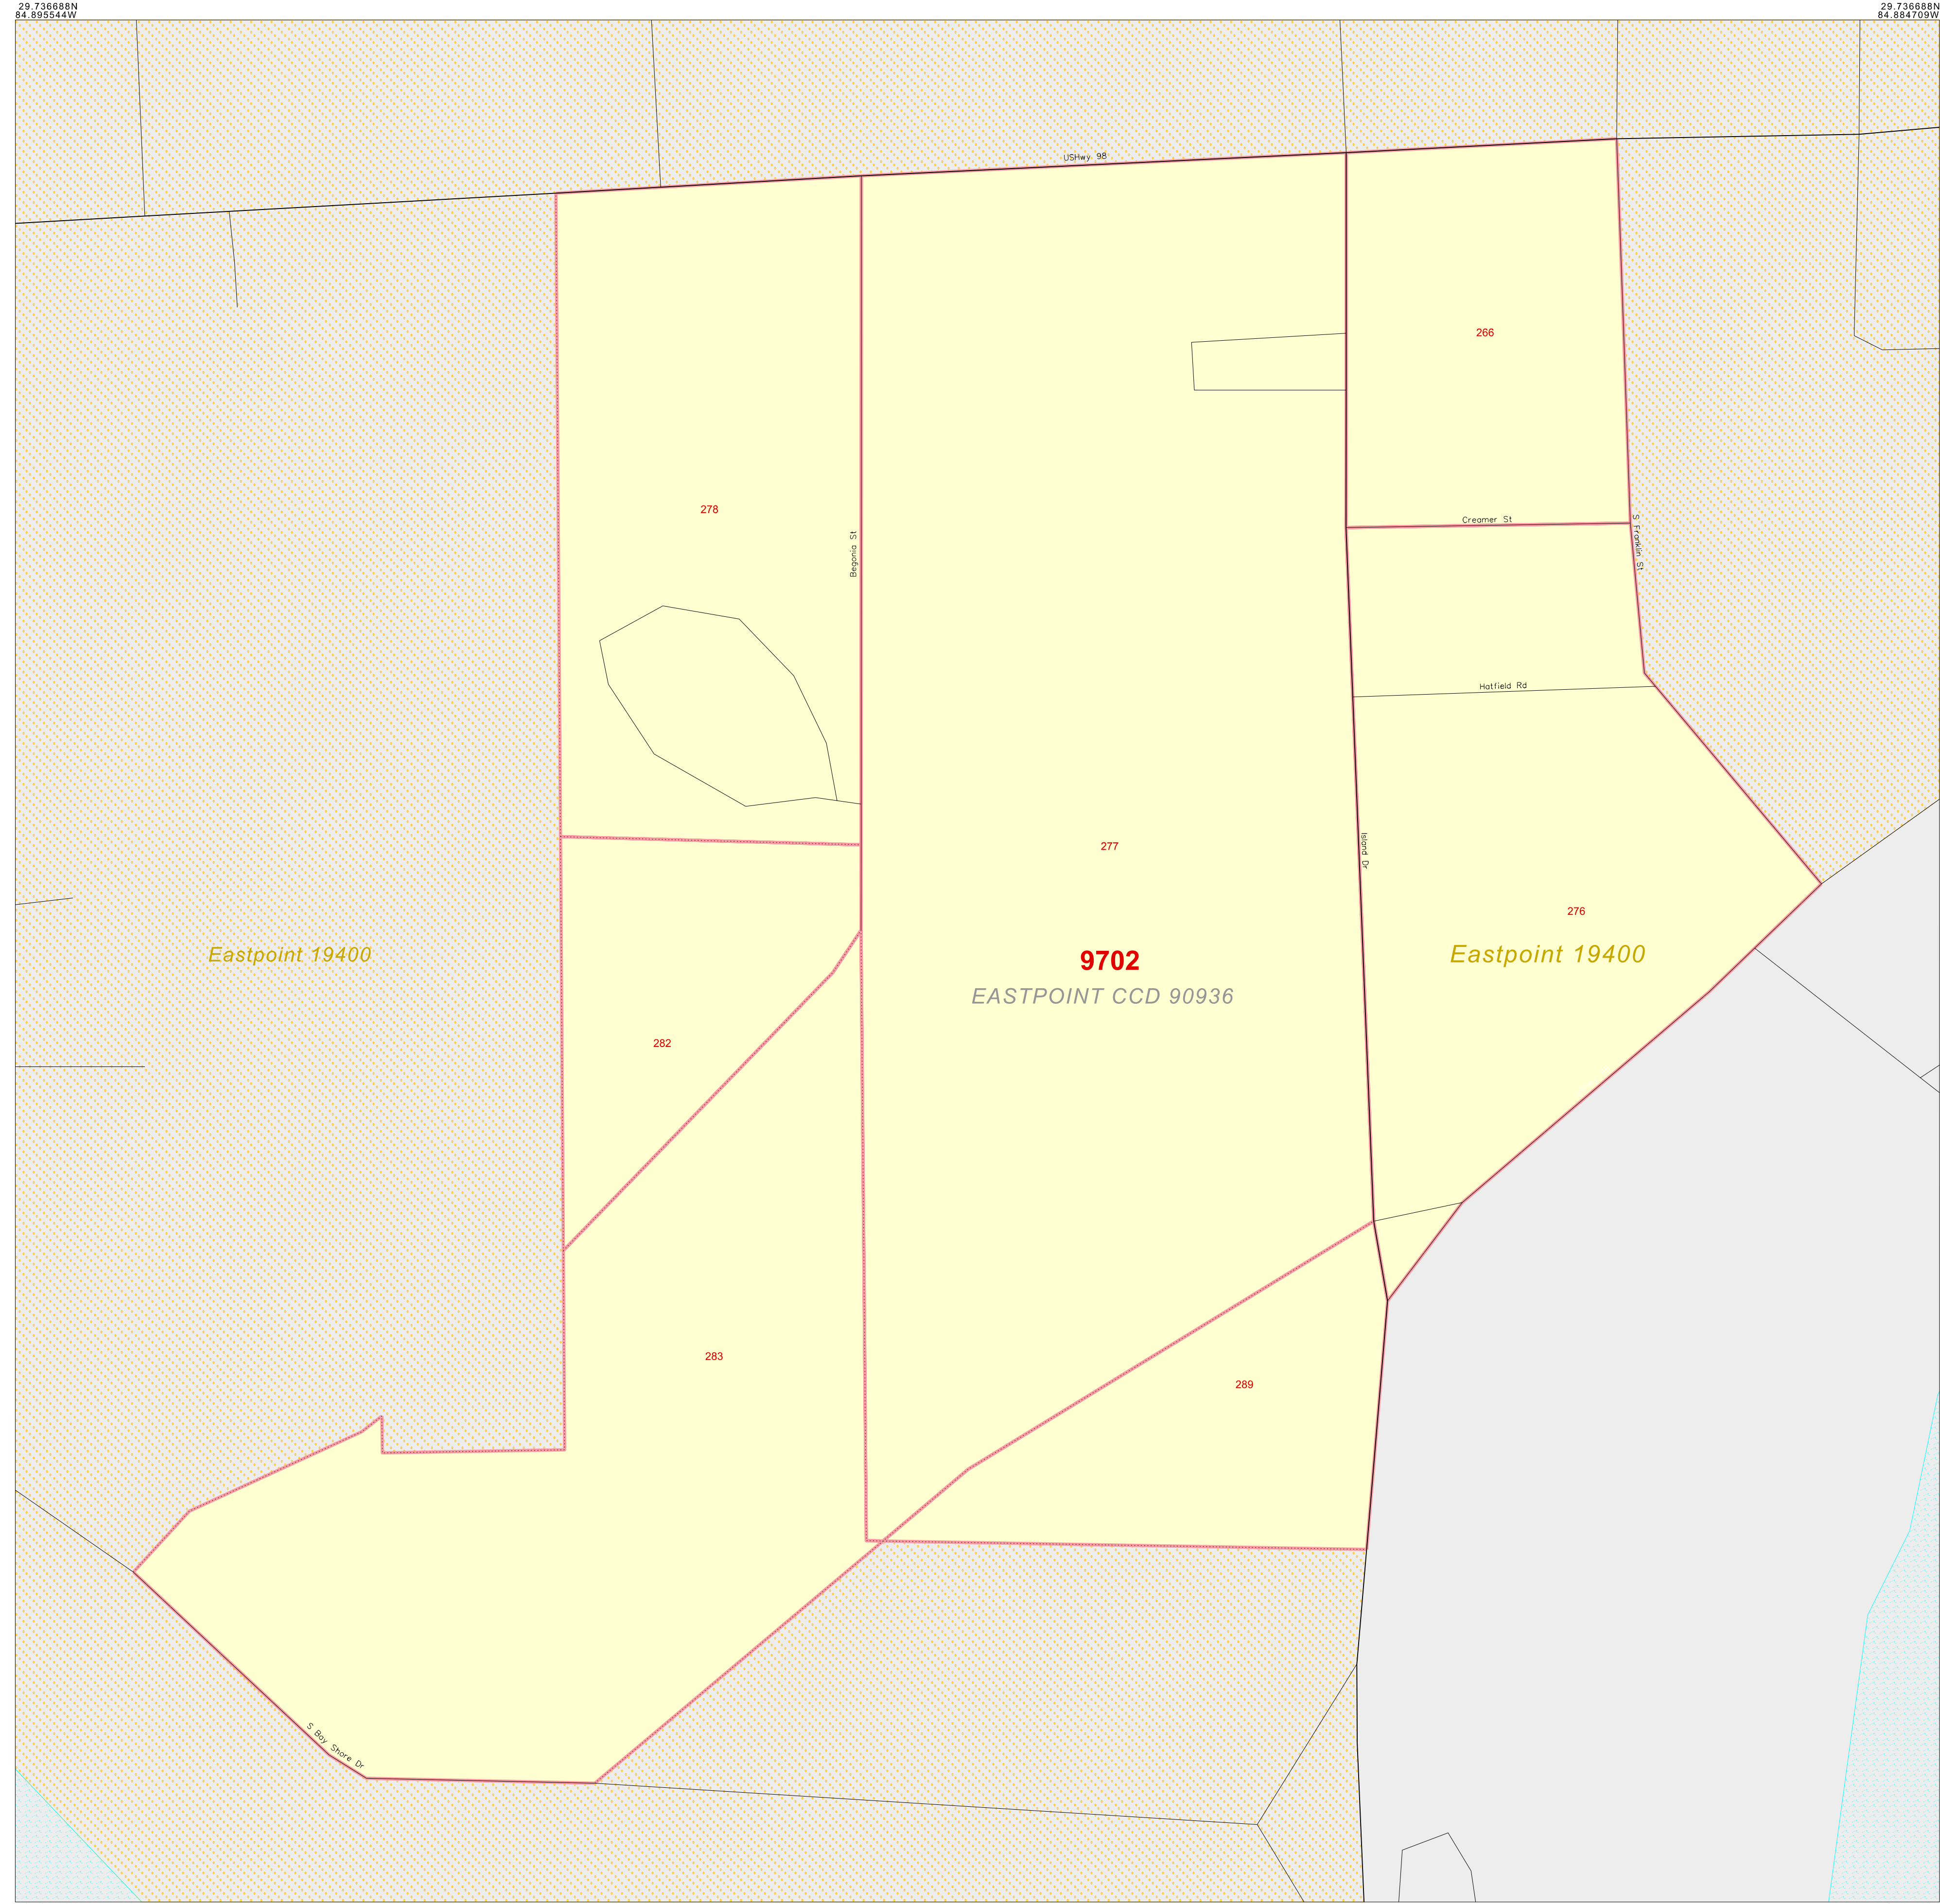 29.736688N
84.895544W
29.736688N
84.884709W
USHwy 98
266
278
Begonia St
Creamer St
S Franklin St
Hatfield Rd
277
Island Dr
276
Eastpoint 19400
9702
Eastpoint 19400
EASTPOINT CCD 90936
282
283
289
S Bay Shore Dr